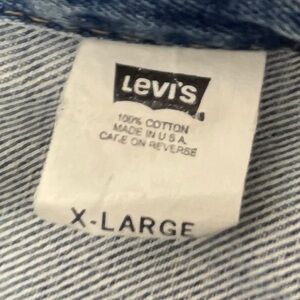 Levi's
100% COTTON
MADE IN U S A
CARE ON REVERSE
X-LARGE